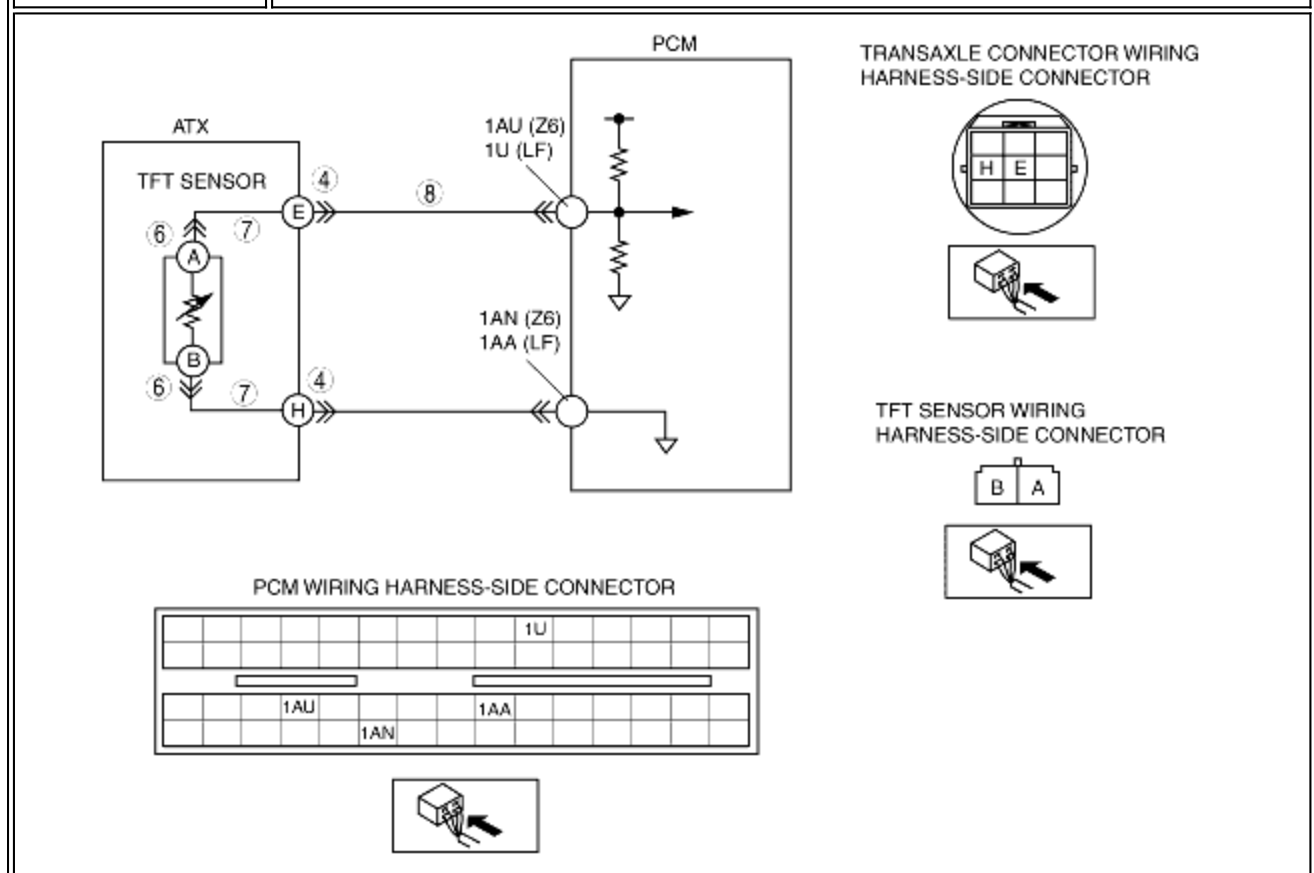 PCM
ATX
TFT SENSOR
1AU (Z6)
1U (LF)
4
8
E
6
7
A
B
1AN (Z6)
1AA (LF)
6
7
4
H
TRANSAXLE CONNECTOR WIRING
HARNESS-SIDE CONNECTOR
H E
TFT SENSOR WIRING
HARNESS-SIDE CONNECTOR
B A
PCM WIRING HARNESS-SIDE CONNECTOR
1U
1AU 1AA
1AN